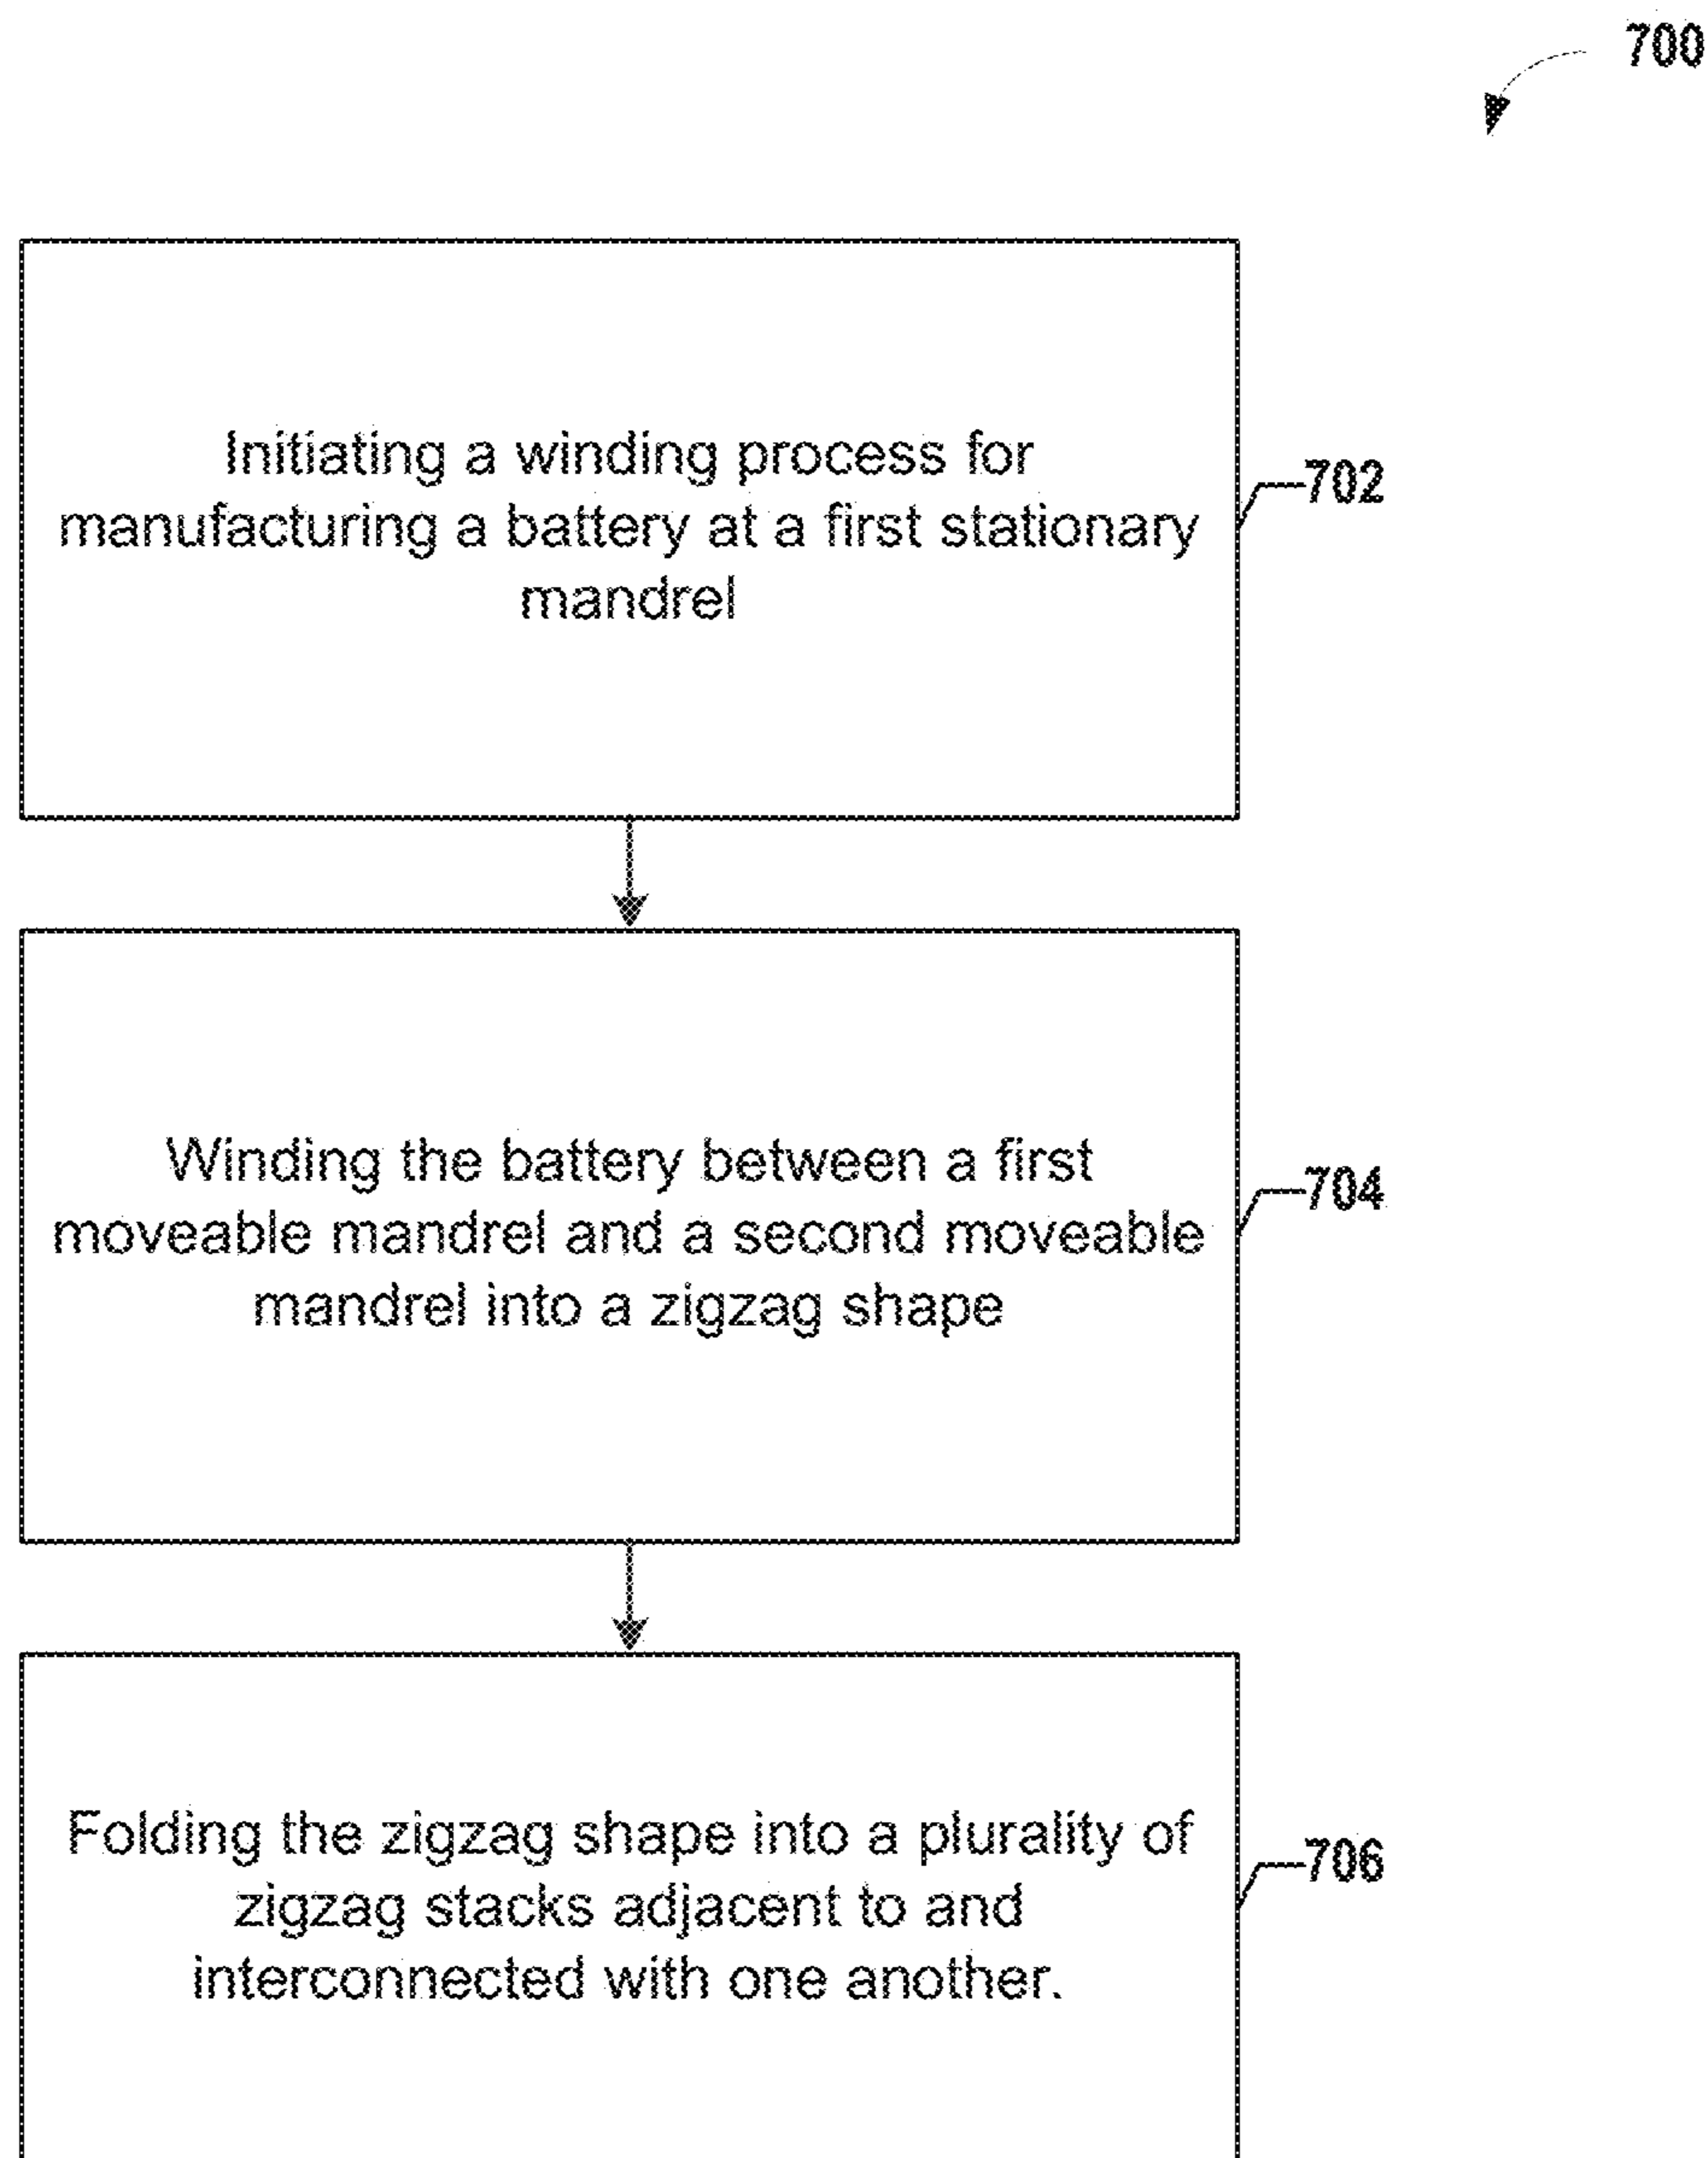 700
Initiating a winding process for
manufacturing a battery at a first stationary
mandrel
702
Winding the battery between a first
moveable mandrel and a second moveable
mandrel into a zigzag shape
704
Folding the zigzag shape into a plurality of
zigzag stacks adjacent to and
interconnected with one another.
706